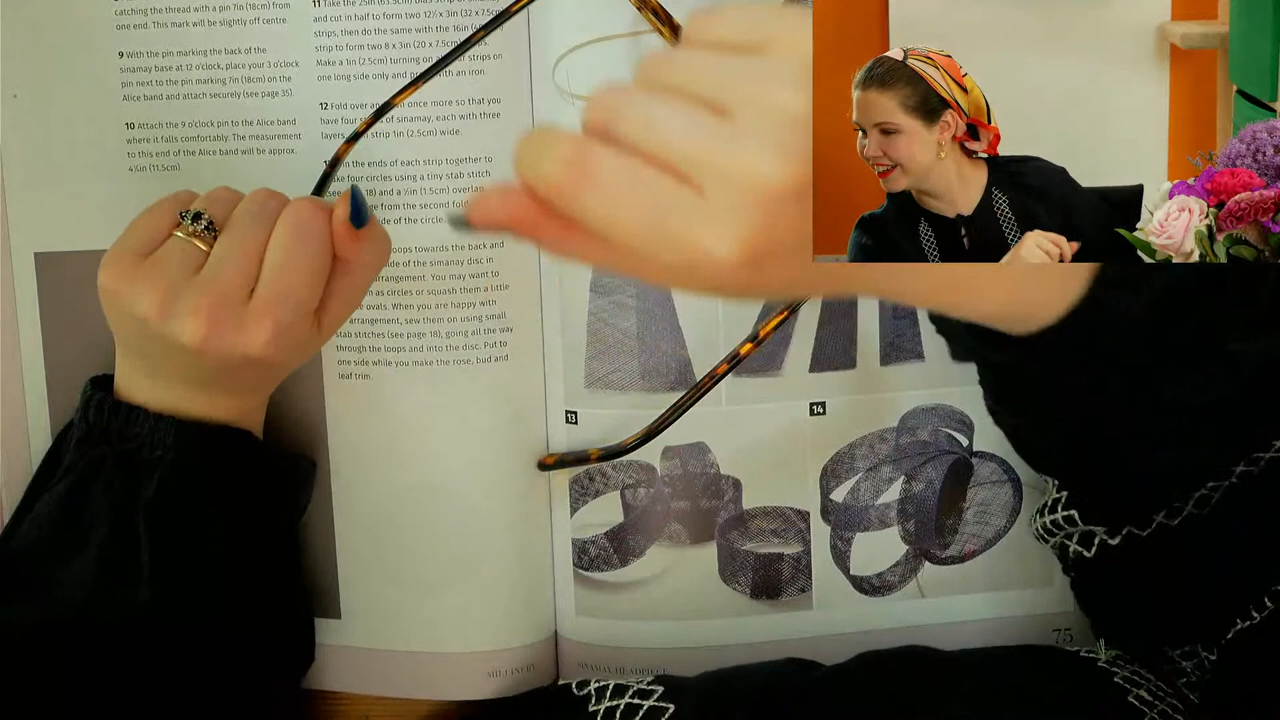 catching the thread with a pin 7in (18cm) from
one end. This mark will be slightly off centre.
9 With the pin marking the back of the
sinamay base at 12 o'clock, place your 3 o'clock
pin next to the pin marking 7in (18cm) on the
Alice band and attach securely (see page 35).
10 Attach the 9 o'clock pin to the Alice band
where it falls comfortably. The measurement
to this end of the Alice band will be approx.
4½in (11.5cm).
11 Take the 25in (63.5cm)
and cut in half to form two 12½ x 3in (32 x 7.5cm)
strips, then do the same with the 16in
strip to form two 8 x 3in (20 x 7.5cm)
Make a 1in (2.5cm) turning on strips on
one long side only and with an iron.
12 Fold over once more so that you
have four of sinamay, each with three
layers, strip 1in (2.5cm) wide.
in the ends of each strip together to
four circles using a tiny stab stitch
18) and a ½in (1.5cm) overlap
from the second fold
of the circle.
loops towards the back and
of the simanay disc in
arrangement. You may want to
as circles or squash them a little
ovals. When you are happy with
arrangement, sew them on using small
stab stitches (see page 18), going all the way
through the loops and into the disc. Put to
one side while you make the rose, bud and
leaf trim.
13
14
MILLINERY
SINAMAY HEADPIECE
75